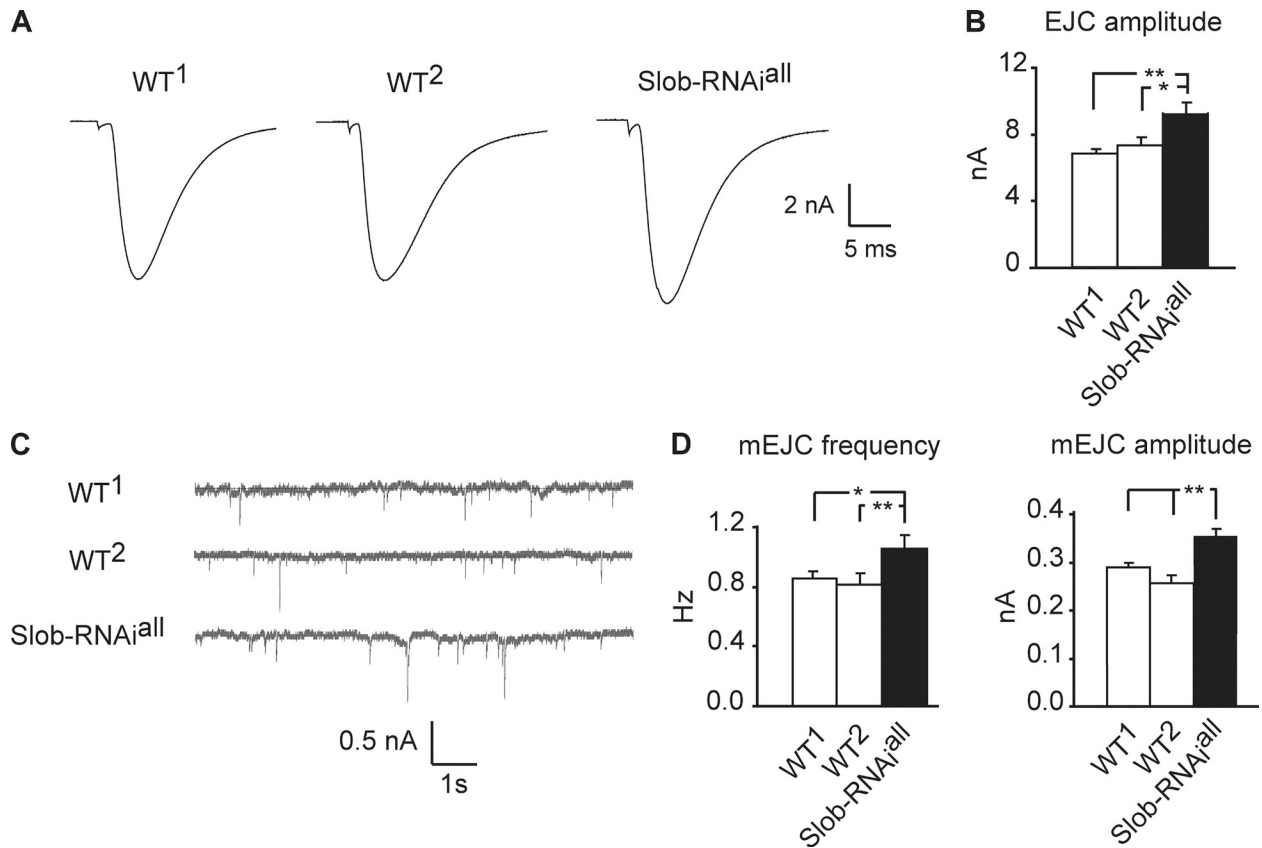 A
WT1
WT2
Slob-RNAiall
2 nA
5 ms
B
EJC amplitude
12
8
4
0
nA
**
*
WT1
WT2
Slob-RNAiall
C
WT1
WT2
Slob-RNAiall
0.5 nA
1s
D
mEJC frequency
1.2
0.8
0.4
0.0
Hz
*
**
WT1
WT2
Slob-RNAiall
mEJC amplitude
0.4
0.3
0.2
0.1
0.0
nA
**
WT1
WT2
Slob-RNAiall